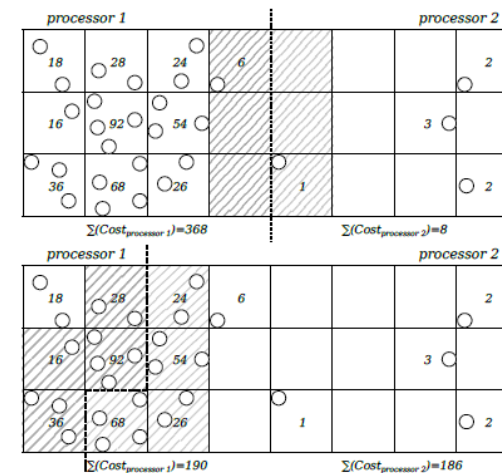 processor 1 processor 2
18 28 24 6 2
16 92 54 3
36 68 26 1 2
∑(Cost_processor 1)=368 ∑(Cost_processor 2)=8
processor 1 processor 2
18 28 24 6 2
16 92 54 3
36 68 26 1 2
∑(Cost_processor 1)=190 ∑(Cost_processor 2)=186